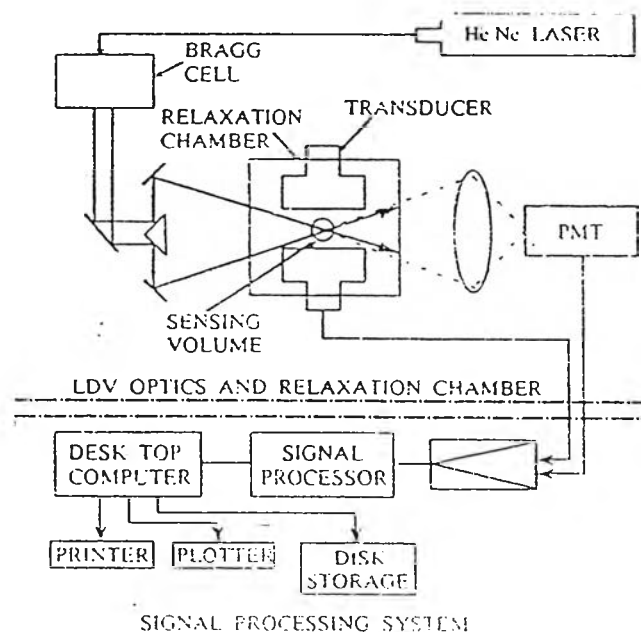 He Ne LASER
BRAGG
CELL
RELAXATION
CHAMBER
TRANSDUCER
PMT
SENSING
VOLUME
LDV OPTICS AND RELAXATION CHAMBER
DESK TOP
COMPUTER
SIGNAL
PROCESSOR
PRINTER
PLOTTER
DISK
STORAGE
SIGNAL PROCESSING SYSTEM